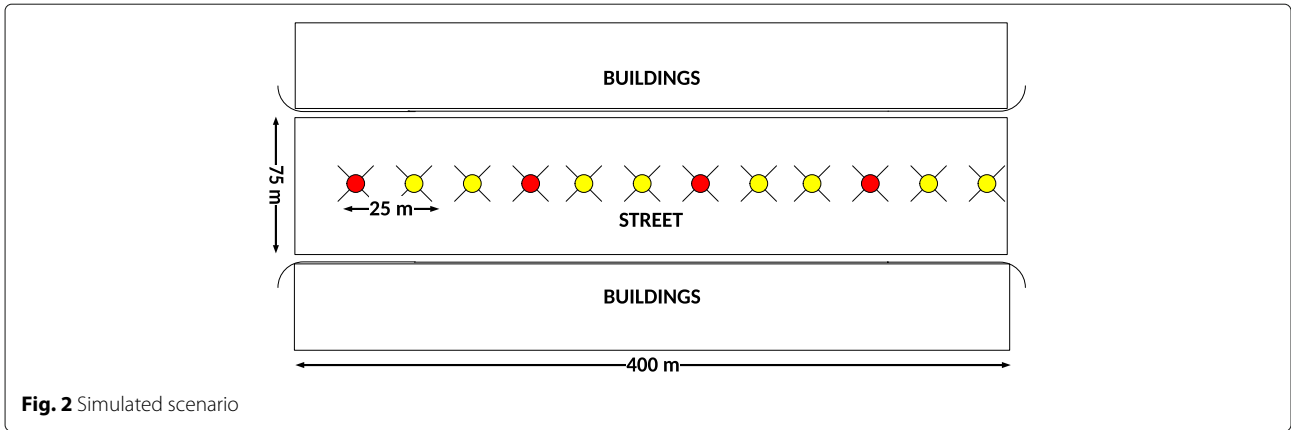 BUILDINGS
75 m
25 m
STREET
BUILDINGS
400 m
Fig. 2 Simulated scenario